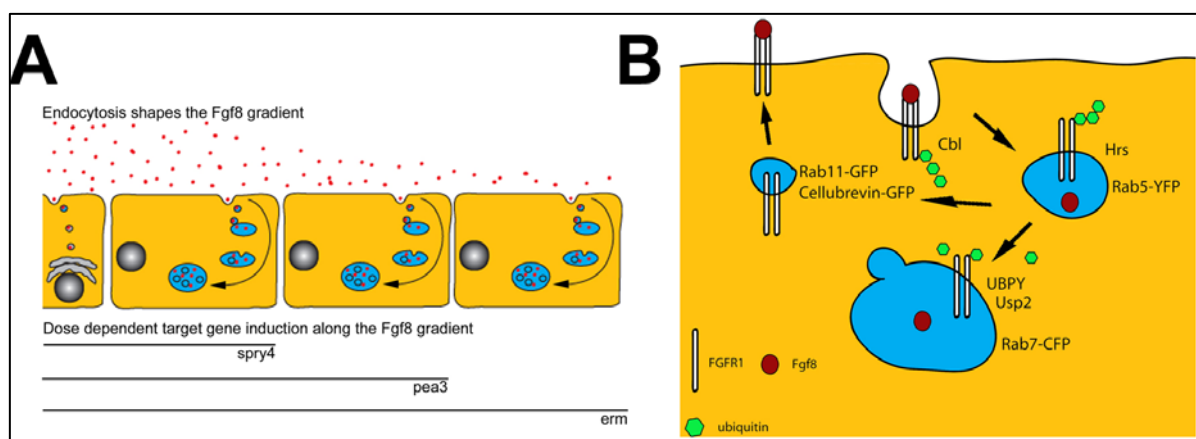 A
Endocytosis shapes the Fgf8 gradient
Dose dependent target gene induction along the Fgf8 gradient
spry4
pea3
erm
B
Cbl
Hrs
Rab11-GFP
Cellubrevin-GFP
Rab5-YFP
UBPY
Usp2
Rab7-CFP
FGFR1
Fgf8
ubiquitin